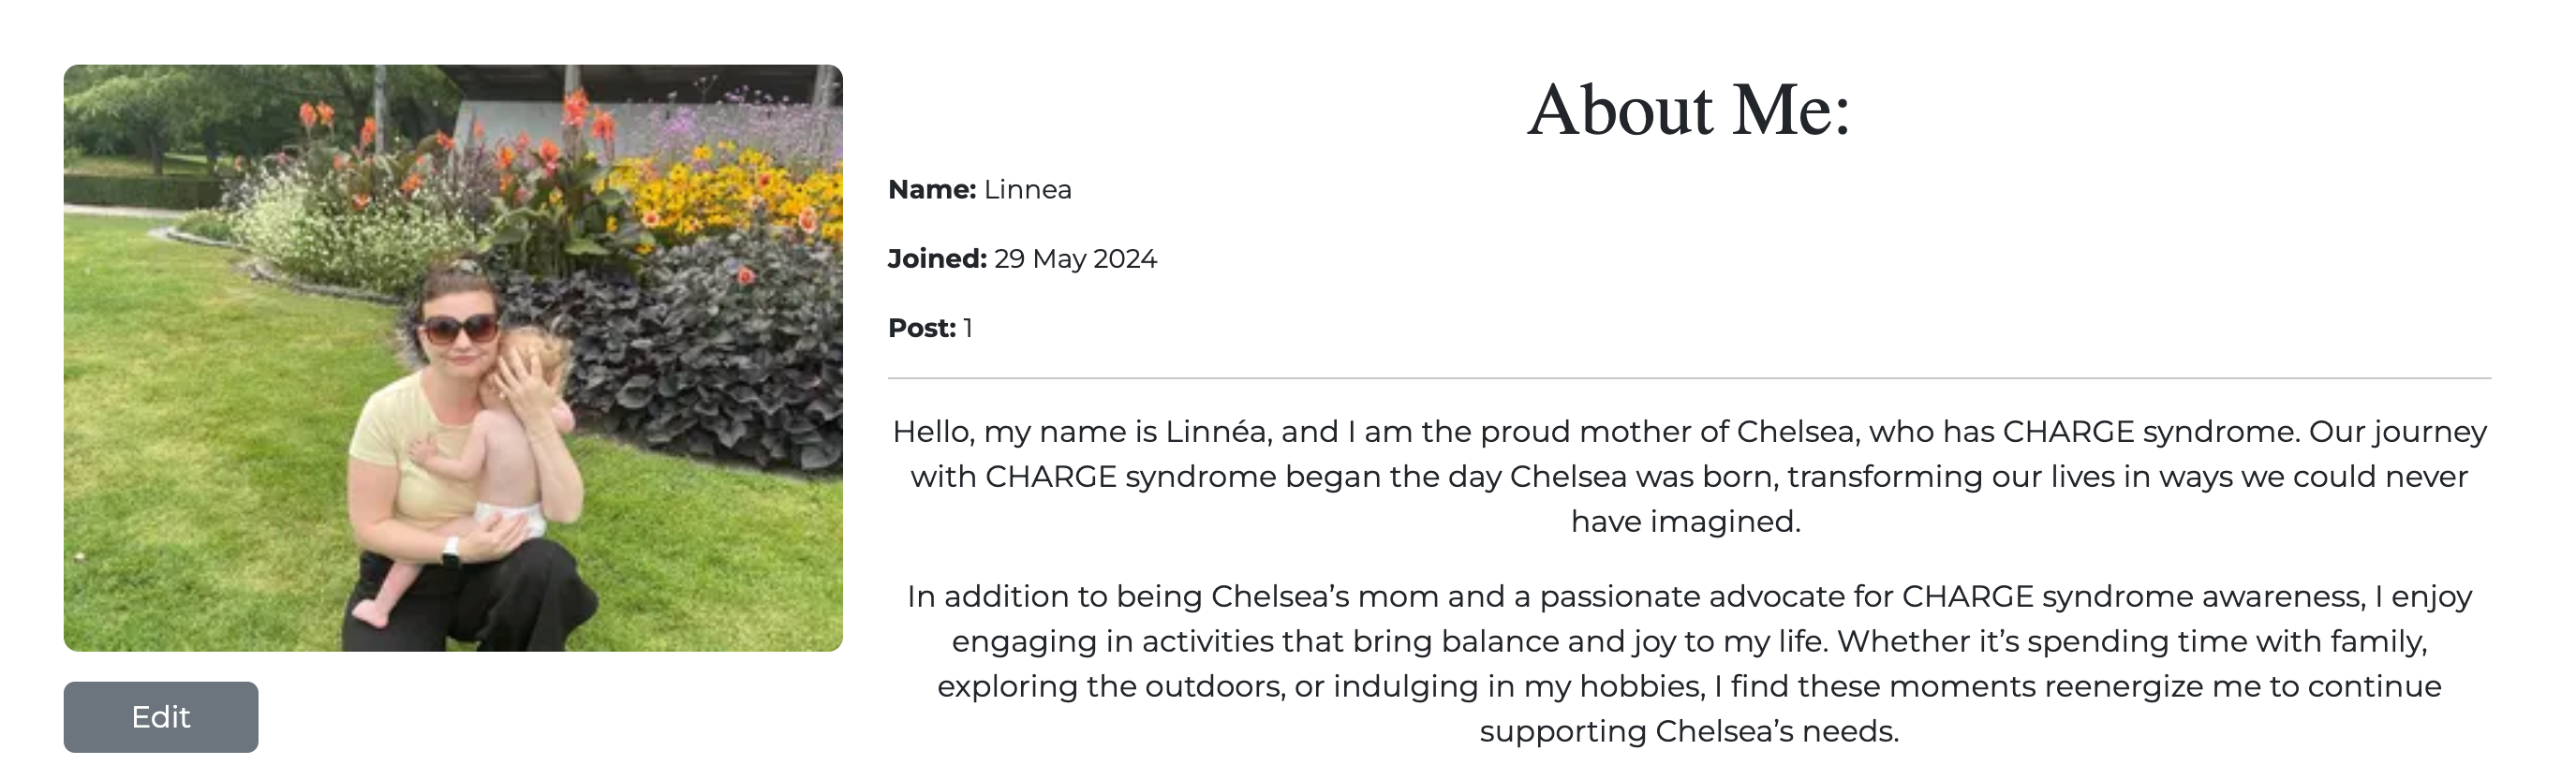 About Me:
Name: Linnea
Joined: 29 May 2024
Post: 1
Hello, my name is Linnéa, and I am the proud mother of Chelsea, who has CHARGE syndrome. Our journey
with CHARGE syndrome began the day Chelsea was born, transforming our lives in ways we could never
have imagined.
In addition to being Chelsea’s mom and a passionate advocate for CHARGE syndrome awareness, I enjoy
engaging in activities that bring balance and joy to my life. Whether it’s spending time with family,
exploring the outdoors, or indulging in my hobbies, I find these moments reenergize me to continue
supporting Chelsea’s needs.
Edit